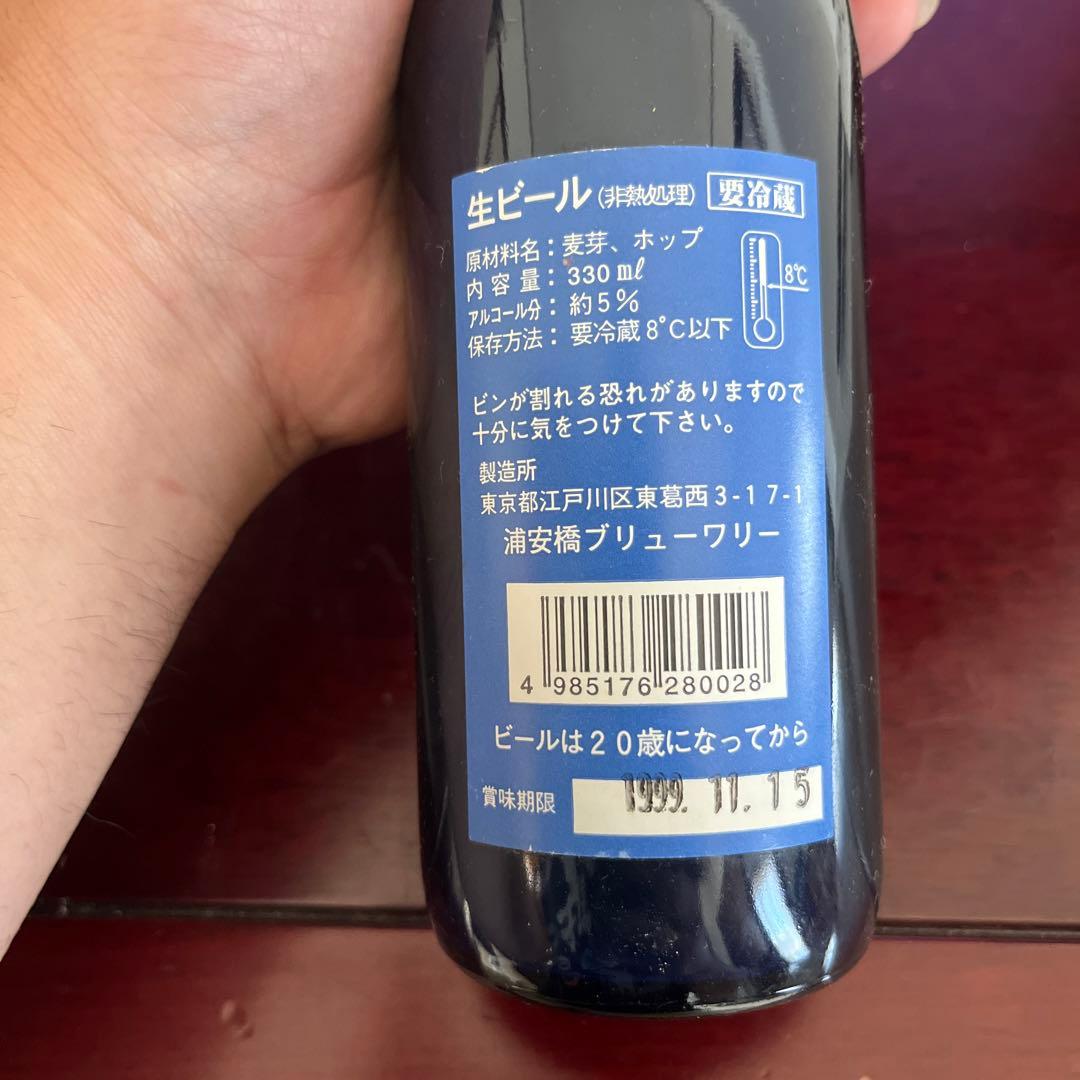 生ビール（非熱処理） 要冷蔵
原材料名：麦芽、ホップ
内容量：330㎖
アルコール分：約5％
保存方法：要冷蔵8℃以下
8℃
ビンが割れる恐れがありますので
十分に気をつけて下さい。
製造所
東京都江戸川区東葛西3-17-1
浦安橋ブリューワリー
4 985176 280028
ビールは20歳になってから
賞味期限 1999.11.15